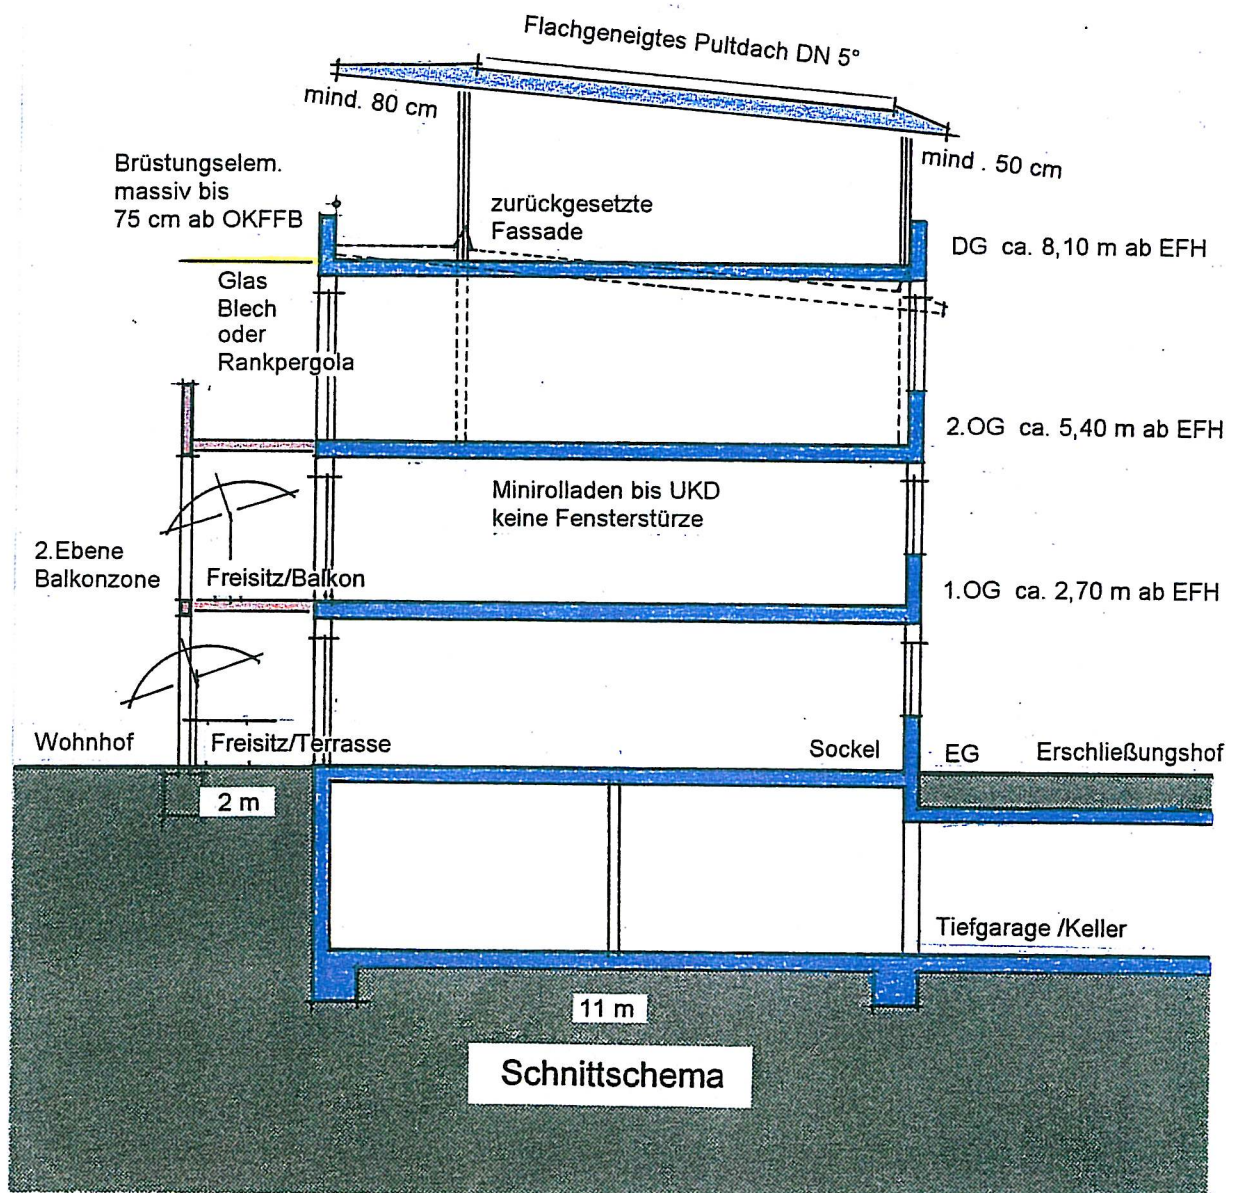 Flachgeneigtes Pultdach DN 5°
mind. 80 cm
mind . 50 cm
Brüstungselem.
massiv bis
75 cm ab OKFFB
zurückgesetzte
Fassade
DG ca. 8,10 m ab EFH
Glas
Blech
oder
Rankpergola
2.OG ca. 5,40 m ab EFH
Minirolladen bis UKD
keine Fensterstürze
2.Ebene
Balkonzone
Freisitz/Balkon
1.OG ca. 2,70 m ab EFH
Wohnhof
Freisitz/Terrasse
Sockel
EG
Erschließungshof
2 m
Tiefgarage /Keller
11 m
Schnittschema